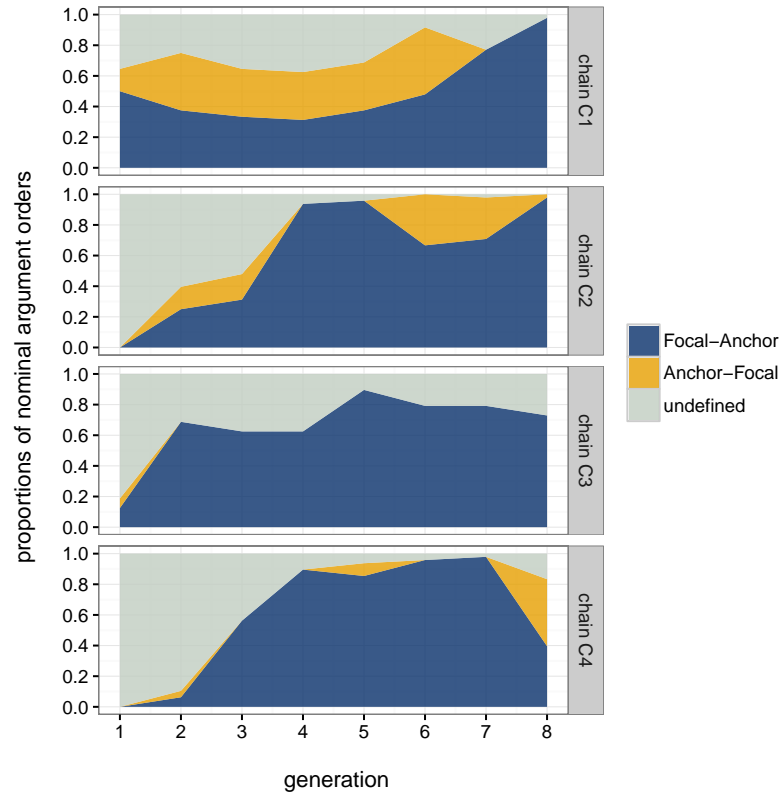 proportions of nominal argument orders
1.0
0.8
0.6
0.4
0.2
0.0
chain C1
1.0
0.8
0.6
0.4
0.2
0.0
chain C2
1.0
0.8
0.6
0.4
0.2
0.0
chain C3
1.0
0.8
0.6
0.4
0.2
0.0
chain C4
1 2 3 4 5 6 7 8
generation
Focal−Anchor
Anchor−Focal
undefined